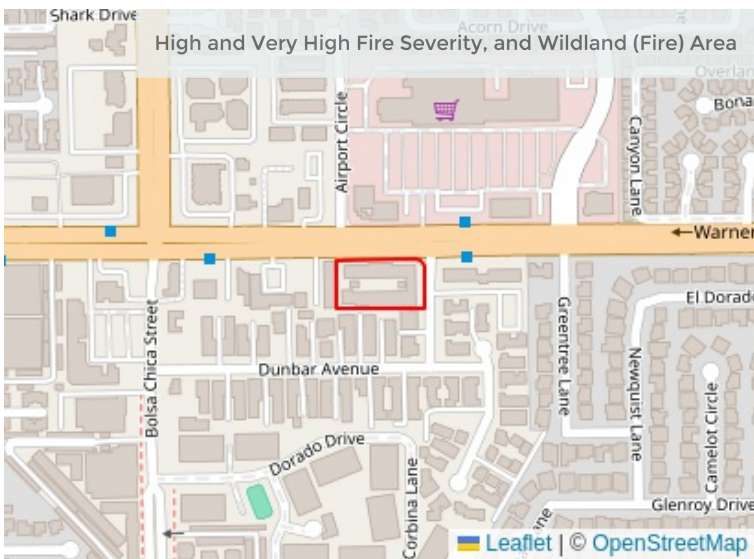 Shark Drive
Acorn Drive
High and Very High Fire Severity, and Wildland (Fire) Area
Overlan
Bona
Airport Circle
Canyon Lane
←Warner
Bolsa Chica Street
El Dorado
Greentree Lane
Newquist Lane
Dunbar Avenue
Camelot Circle
Dorado Drive
Corbina Lane
Glenroy Drive
ane
Leaflet | © OpenStreetMap